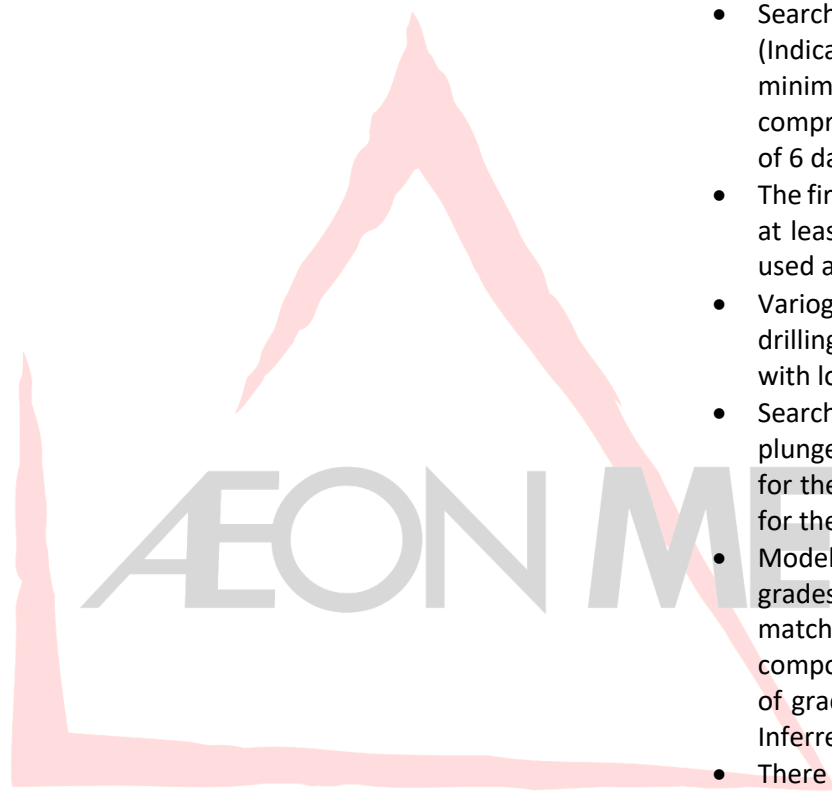 • Search
(Indica
minim
compr
of 6 da
• The fir
at leas
used a
• Variog
drilling
with lo
• Search
plunge
for the
for the
• Model
grades
match
compo
of grad
Inferre
• There
ÆON ME